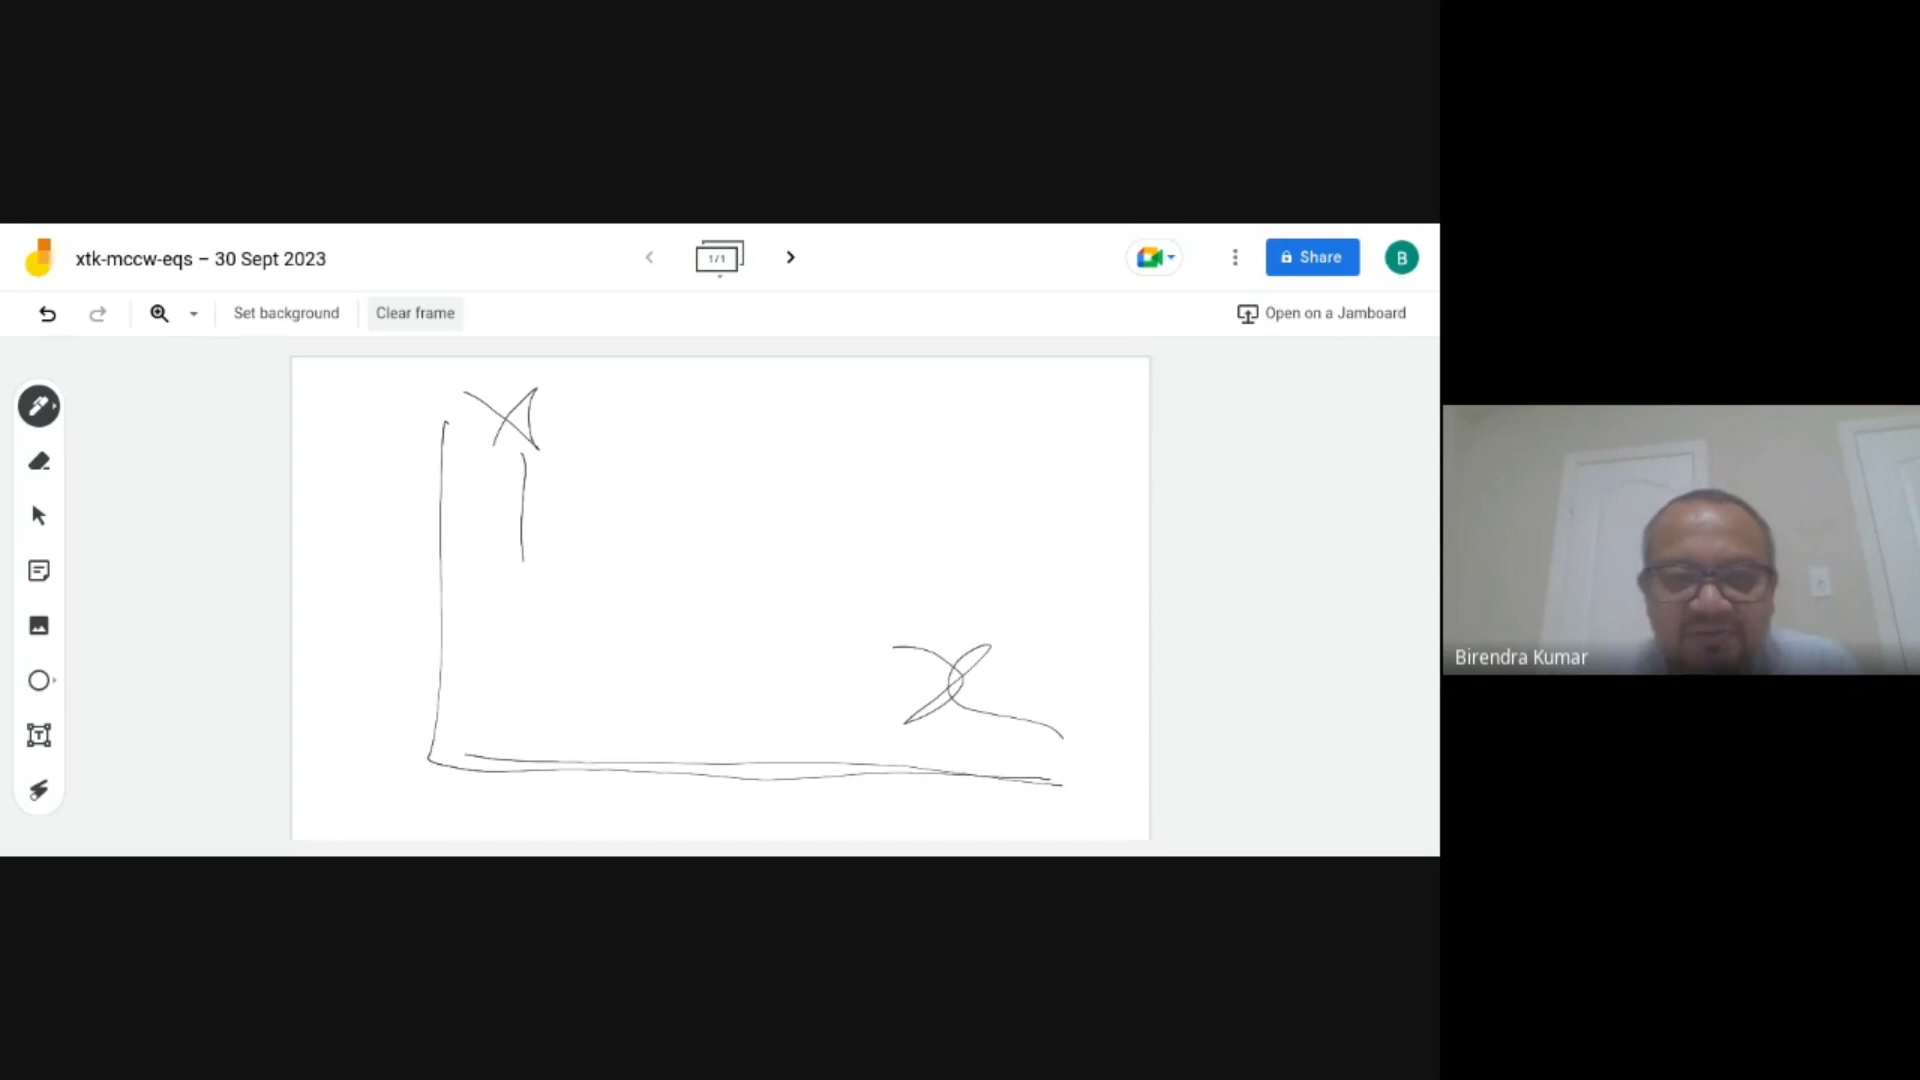 xtk-mccw-eqs – 30 Sept 2023
1/1
Share
B
Set background
Clear frame
Open on a Jamboard
x
Birendra Kumar